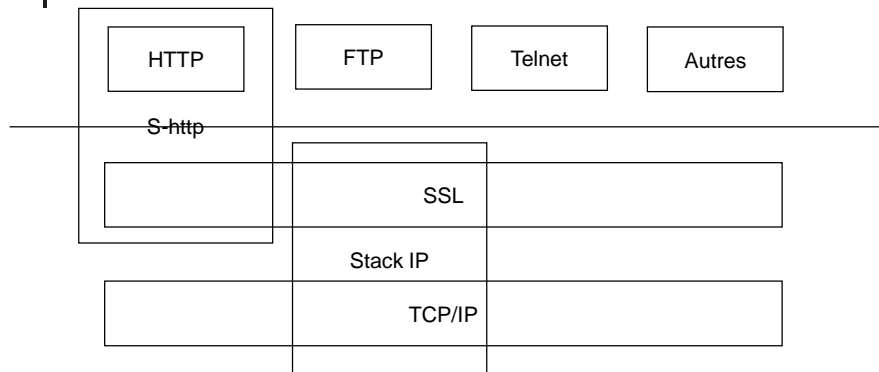 HTTP FTP Telnet Autres
S-http
SSL
Stack IP
TCP/IP